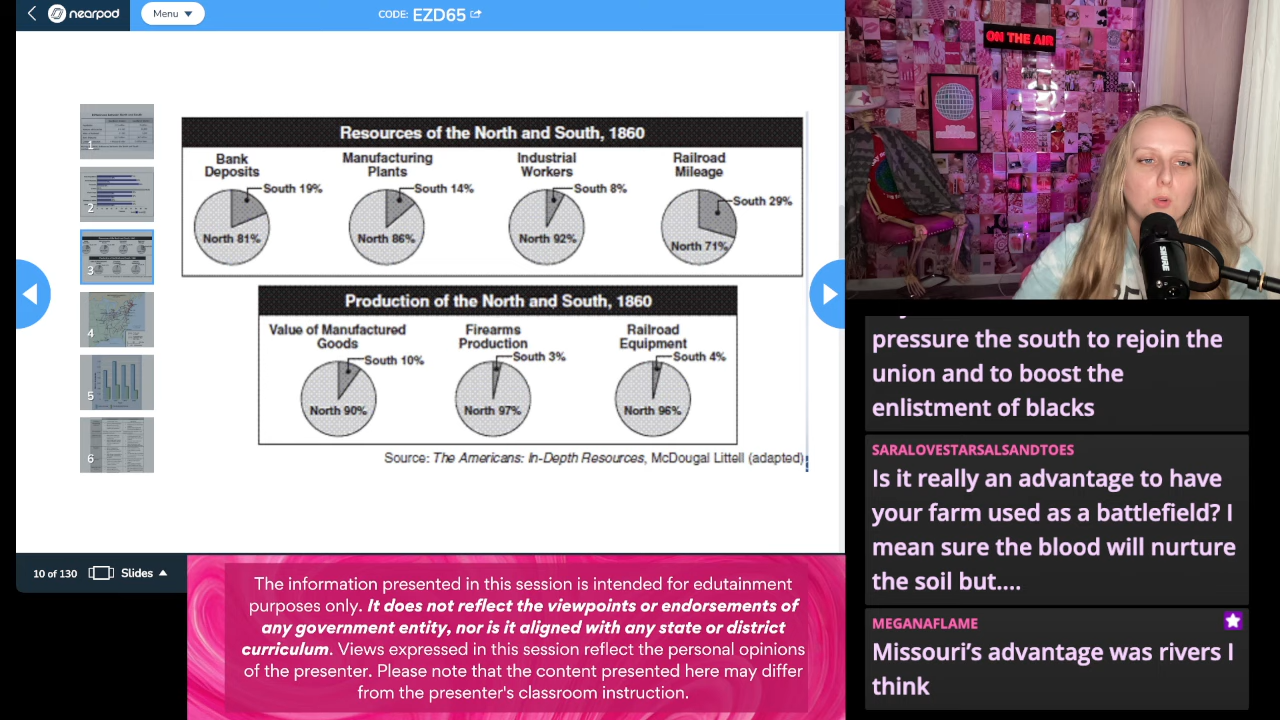 nearpod
Menu
CODE: EZD65
ON THE AIR
1
2
3
4
5
6
Resources of the North and South, 1860
Bank
Deposits
South 19%
North 81%
Manufacturing
Plants
South 14%
North 86%
Industrial
Workers
South 8%
North 92%
Railroad
Mileage
South 29%
North 71%
Production of the North and South, 1860
Value of Manufactured
Goods
South 10%
North 90%
Firearms
Production
South 3%
North 97%
Railroad
Equipment
South 4%
North 96%
Source: The Americans: In-Depth Resources, McDougal Littell (adapted)
10 of 130
Slides
The information presented in this session is intended for edutainment
purposes only. It does not reflect the viewpoints or endorsements of
any government entity, nor is it aligned with any state or district
curriculum. Views expressed in this session reflect the personal opinions
of the presenter. Please note that the content presented here may differ
from the presenter's classroom instruction.
SHURE
pressure the south to rejoin the
union and to boost the
enlistment of blacks
SARALOVESTARSALSANDTOES
Is it really an advantage to have
your farm used as a battlefield? I
mean sure the blood will nurture
the soil but....
MEGANAFLAME
Missouri's advantage was rivers I
think